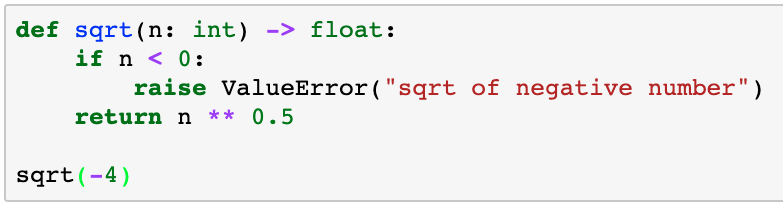 def sqrt(n: int) -> float:
    if n < 0:
        raise ValueError("sqrt of negative number")
    return n ** 0.5

sqrt(-4)